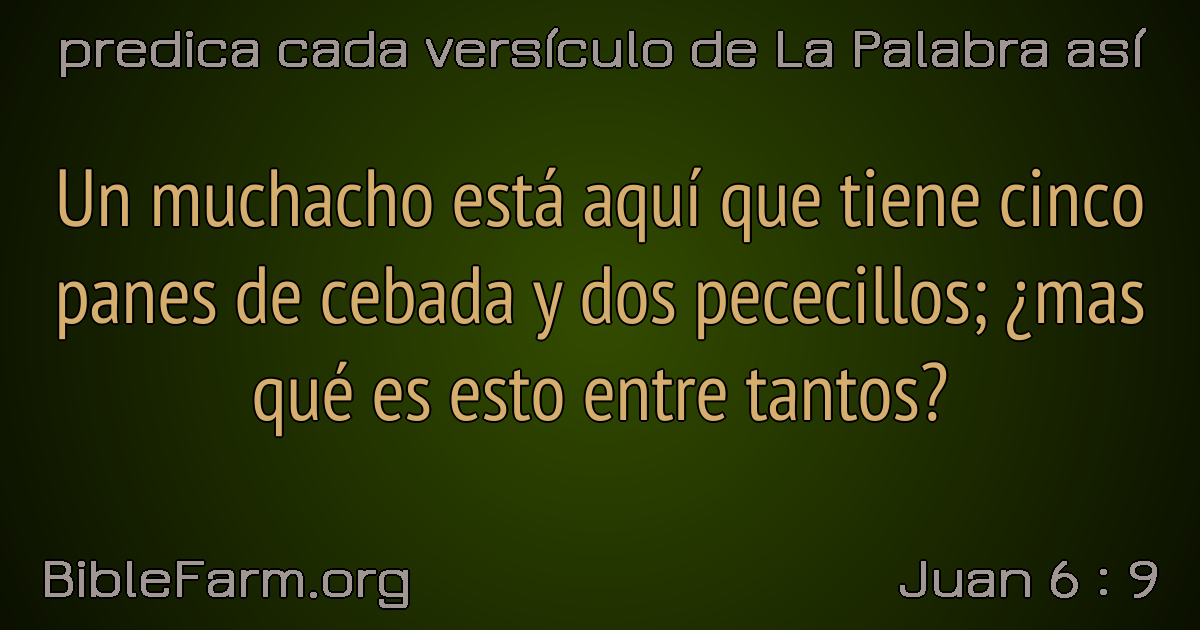 predica cada versículo de La Palabra así
Un muchacho está aquí que tiene cinco
panes de cebada y dos pececillos; ¿mas
qué es esto entre tantos?
BibleFarm.org
Juan 6 : 9